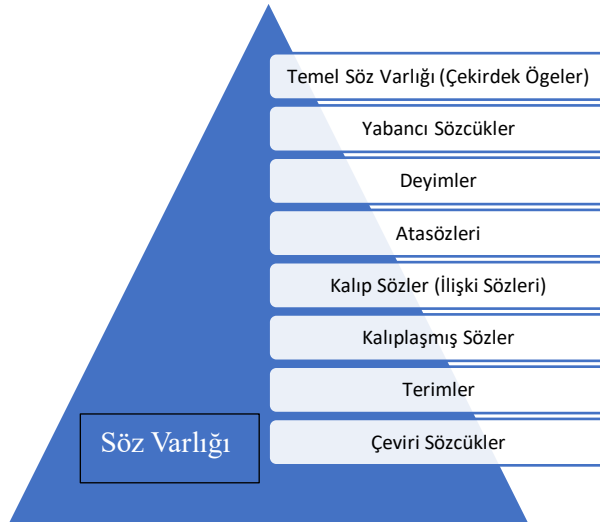 Temel Söz Varlığı (Çekirdek Ögeler)
Yabancı Sözcükler
Deyimler
Atasözleri
Kalıp Sözler (İlişki Sözleri)
Kalıplaşmış Sözler
Terimler
Çeviri Sözcükler
Söz Varlığı